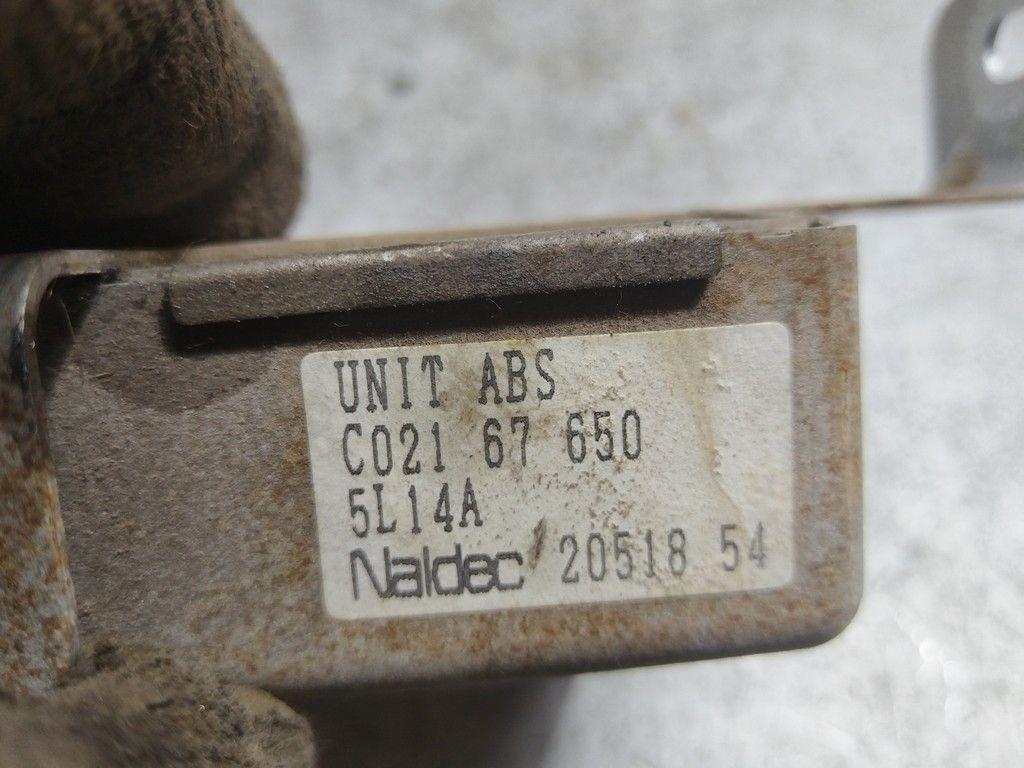 UNIT ABS
C021 67 650
5L14A
Naldec 20518 54